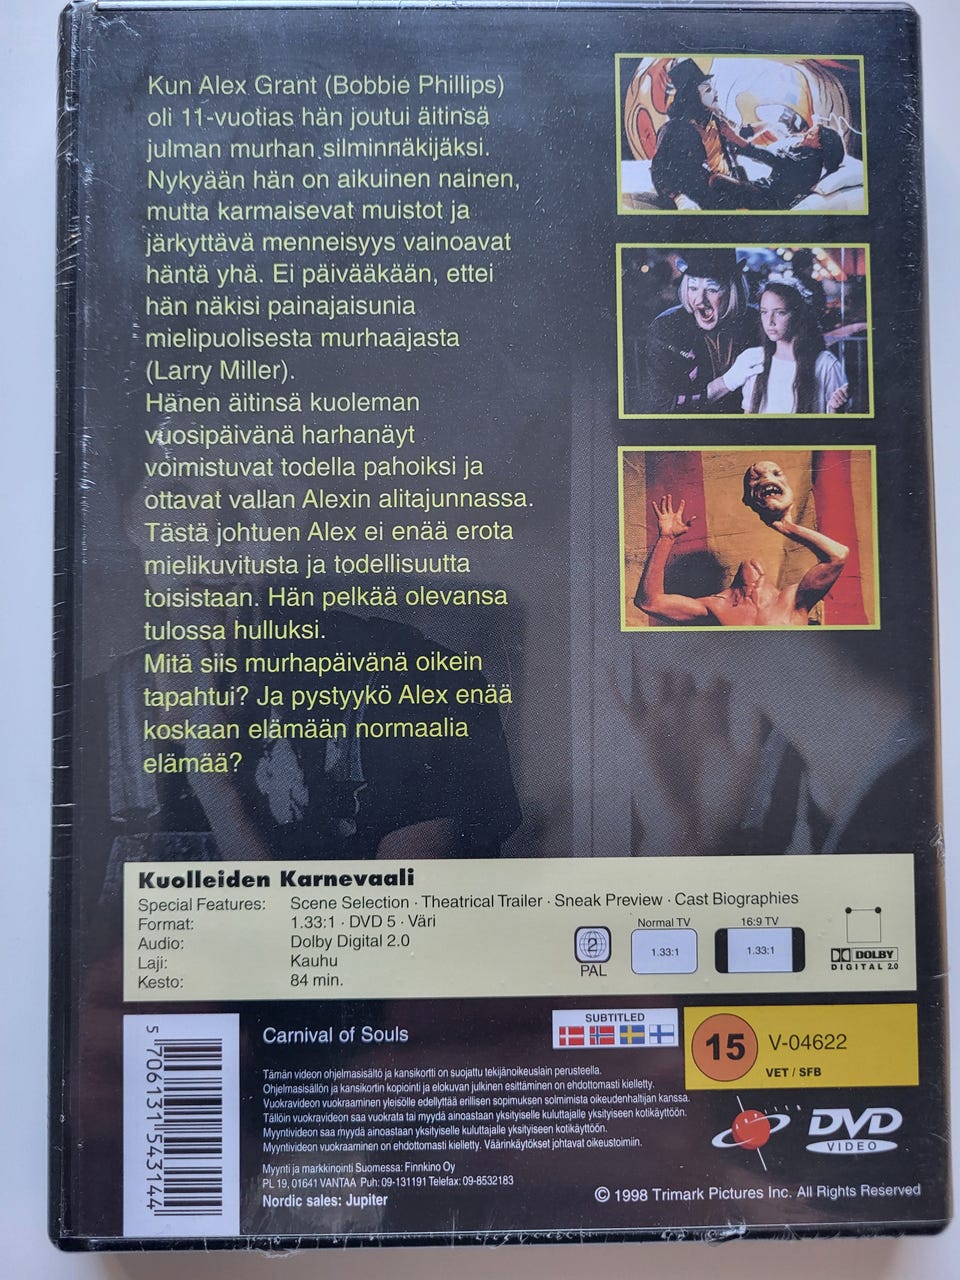 Kun Alex Grant (Bobbie Phillips)
oli 11-vuotias hän joutui äitinsä
julman murhan silminnäkijäksi.
Nykyään hän on aikuinen nainen,
mutta karmaisevat muistot ja
järkyttävä menneisyys vainoavat
häntä yhä. Ei päivääkään, ettei
hän näkisi painajaisunia
mielipuolisesta murhaajasta
(Larry Miller).
Hänen äitinsä kuoleman
vuosipäivänä harhanäyt
voimistuvat todella pahoiksi ja
ottavat vallan Alexin alitajunnassa.
Tästä johtuen Alex ei enää erota
mielikuvitusta ja todellisuutta
toisistaan. Hän pelkää olevansa
tulossa hulluksi.
Mitä siis murhapäivänä oikein
tapahtui? Ja pystyykö Alex enää
koskaan elämään normaalia
elämää?
Kuolleiden Karnevaali
Special Features: Scene Selection · Theatrical Trailer · Sneak Preview · Cast Biographies
Format: 1.33:1 · DVD 5 · Väri
Audio: Dolby Digital 2.0
Laji: Kauhu
Kesto: 84 min.
2
PAL
Normal TV
1.33:1
16:9 TV
1.33:1
DOLBY
DIGITAL 2.0
5 706131 543144
Carnival of Souls
SUBTITLED
15 V-04622
VET / SFB
Tämän videon ohjelmasisältö ja kansikortti on suojattu tekijänoikeuslain perusteella.
Ohjelmasisällön ja kansikortin kopiointi ja elokuvan julkinen esittäminen on ehdottomasti kielletty.
Vuokravideon vuokraaminen yleisölle edellyttää erillisen sopimuksen solmimista oikeudenhaltijan kanssa.
Tällöin vuokravideon saa vuokrata tai myydä ainoastaan yksityiselle kuluttajalle yksityiseen kotikäyttöön.
Myyntivideon saa myydä ainoastaan yksityiselle kuluttajalle yksityiseen kotikäyttöön.
Myyntivideon vuokraaminen on ehdottomasti kielletty. Väärinkäytökset johtavat oikeustoimiin.
Myynti ja markkinointi Suomessa: Finnkino Oy
PL 19, 01641 VANTAA Puh: 09-131191 Telefax: 09-8532183
Nordic sales: Jupiter
DVD
VIDEO
© 1998 Trimark Pictures Inc. All Rights Reserved